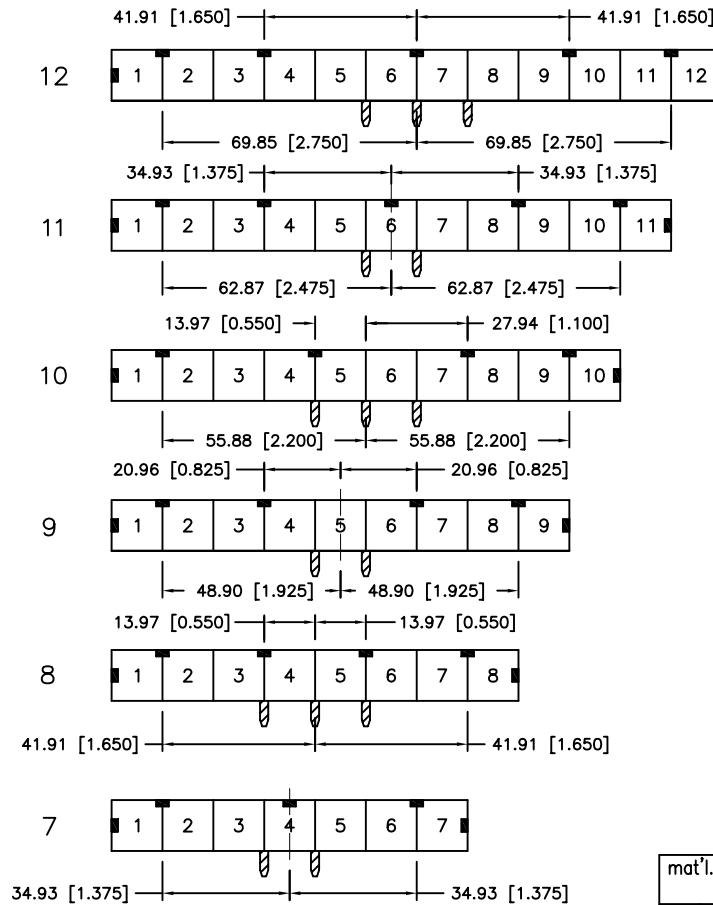 41.91 [1.650] 41.91 [1.650]
12 1 2 3 4 5 6 7 8 9 10 11 12
69.85 [2.750] 69.85 [2.750]
34.93 [1.375] 34.93 [1.375]
11 1 2 3 4 5 6 7 8 9 10 11
62.87 [2.475] 62.87 [2.475]
13.97 [0.550] 27.94 [1.100]
10 1 2 3 4 5 6 7 8 9 10
55.88 [2.200] 55.88 [2.200]
20.96 [0.825] 20.96 [0.825]
9 1 2 3 4 5 6 7 8 9
48.90 [1.925] 48.90 [1.925]
13.97 [0.550] 13.97 [0.550]
8 1 2 3 4 5 6 7 8
41.91 [1.650] 41.91 [1.650]
7 1 2 3 4 5 6 7
mat'l.
34.93 [1.375] 34.93 [1.375]